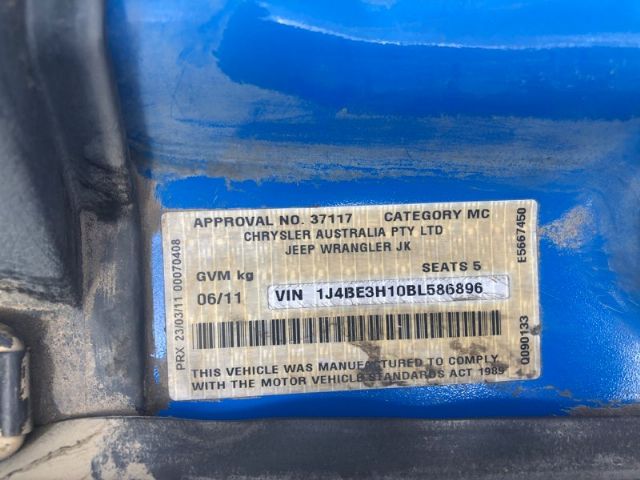 APPROVAL NO. 37117 CATEGORY MC
CHRYSLER AUSTRALIA PTY LTD
JEEP WRANGLER JK
GVM kg SEATS 5
06/11 VIN 1J4BE3H10BL586896
THIS VEHICLE WAS MANUFACTURED TO COMPLY
WITH THE MOTOR VEHICLE STANDARDS ACT 1989
PRX 23/03/11 00070408
Q090133 E5667450